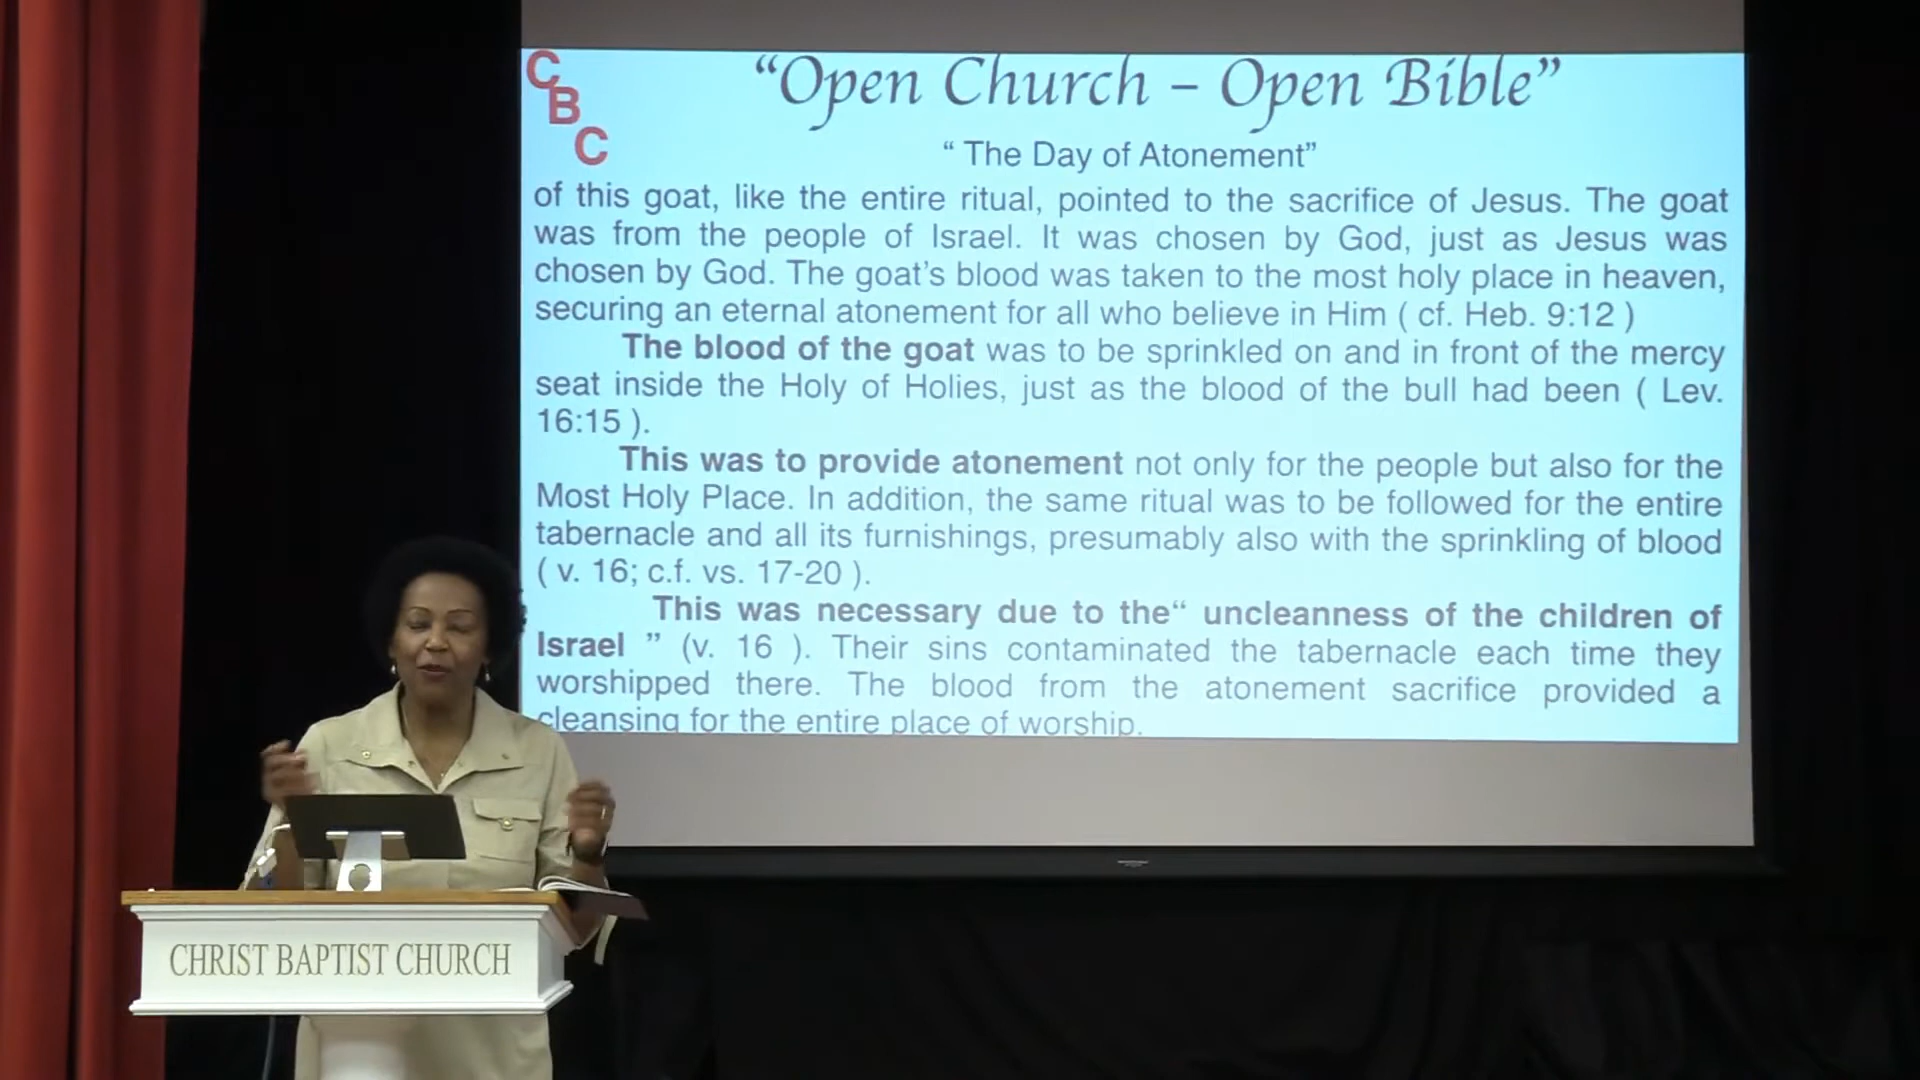 C
B
C
“Open Church – Open Bible”
“ The Day of Atonement”
of this goat, like the entire ritual, pointed to the sacrifice of Jesus. The goat
was from the people of Israel. It was chosen by God, just as Jesus was
chosen by God. The goat’s blood was taken to the most holy place in heaven,
securing an eternal atonement for all who believe in Him ( cf. Heb. 9:12 )
The blood of the goat was to be sprinkled on and in front of the mercy
seat inside the Holy of Holies, just as the blood of the bull had been ( Lev.
16:15 ).
This was to provide atonement not only for the people but also for the
Most Holy Place. In addition, the same ritual was to be followed for the entire
tabernacle and all its furnishings, presumably also with the sprinkling of blood
( v. 16; c.f. vs. 17-20 ).
This was necessary due to the“ uncleanness of the children of
Israel ” (v. 16 ). Their sins contaminated the tabernacle each time they
worshipped there. The blood from the atonement sacrifice provided a
cleansing for the entire place of worship.
CHRIST BAPTIST CHURCH